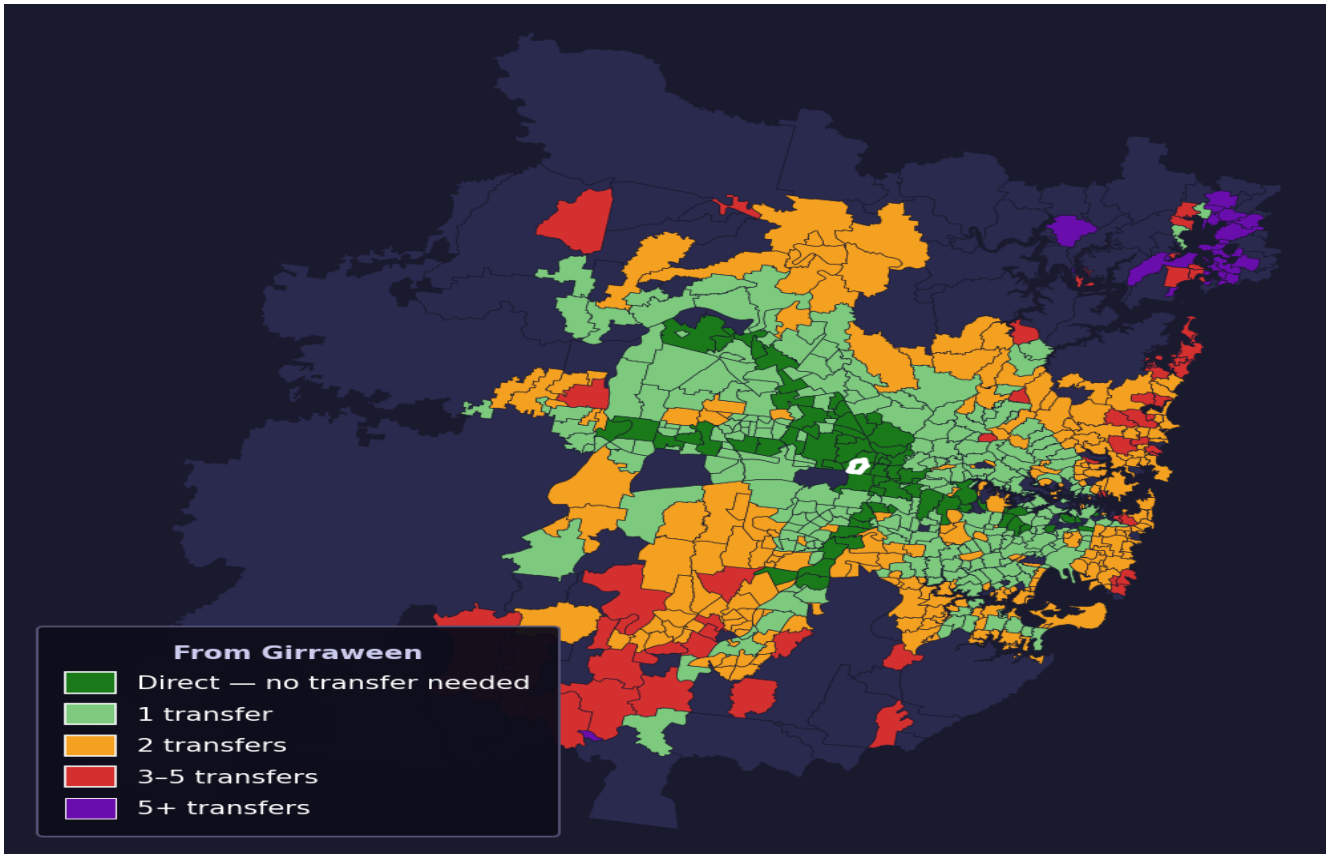 From Girraween
Direct — no transfer needed
1 transfer
2 transfers
3–5 transfers
5+ transfers